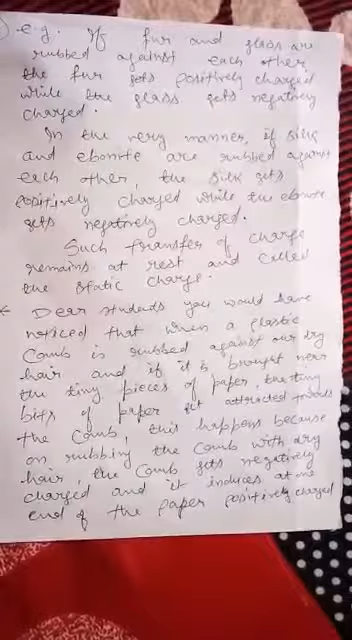 e.g. If fur and glass are
rubbed against each other,
the fur gets positively charged
while the glass gets negatively
charged.
In the very manner, if silk
and ebonite are rubbed against
each other, the silk gets
positively charged while the ebonite
gets negatively charged.
Such transfer of charge
remains at rest and called
the static charge.
← Dear students you would have
noticed that when a plastic
Comb is rubbed against our dry
hair and if it is brought near
the tiny pieces of paper, the tiny
bits of paper get attracted towards
the Comb, this happens because
on rubbing the Comb with dry
hair, the Comb gets negatively
charged and it induces at one
end of the paper positively charged